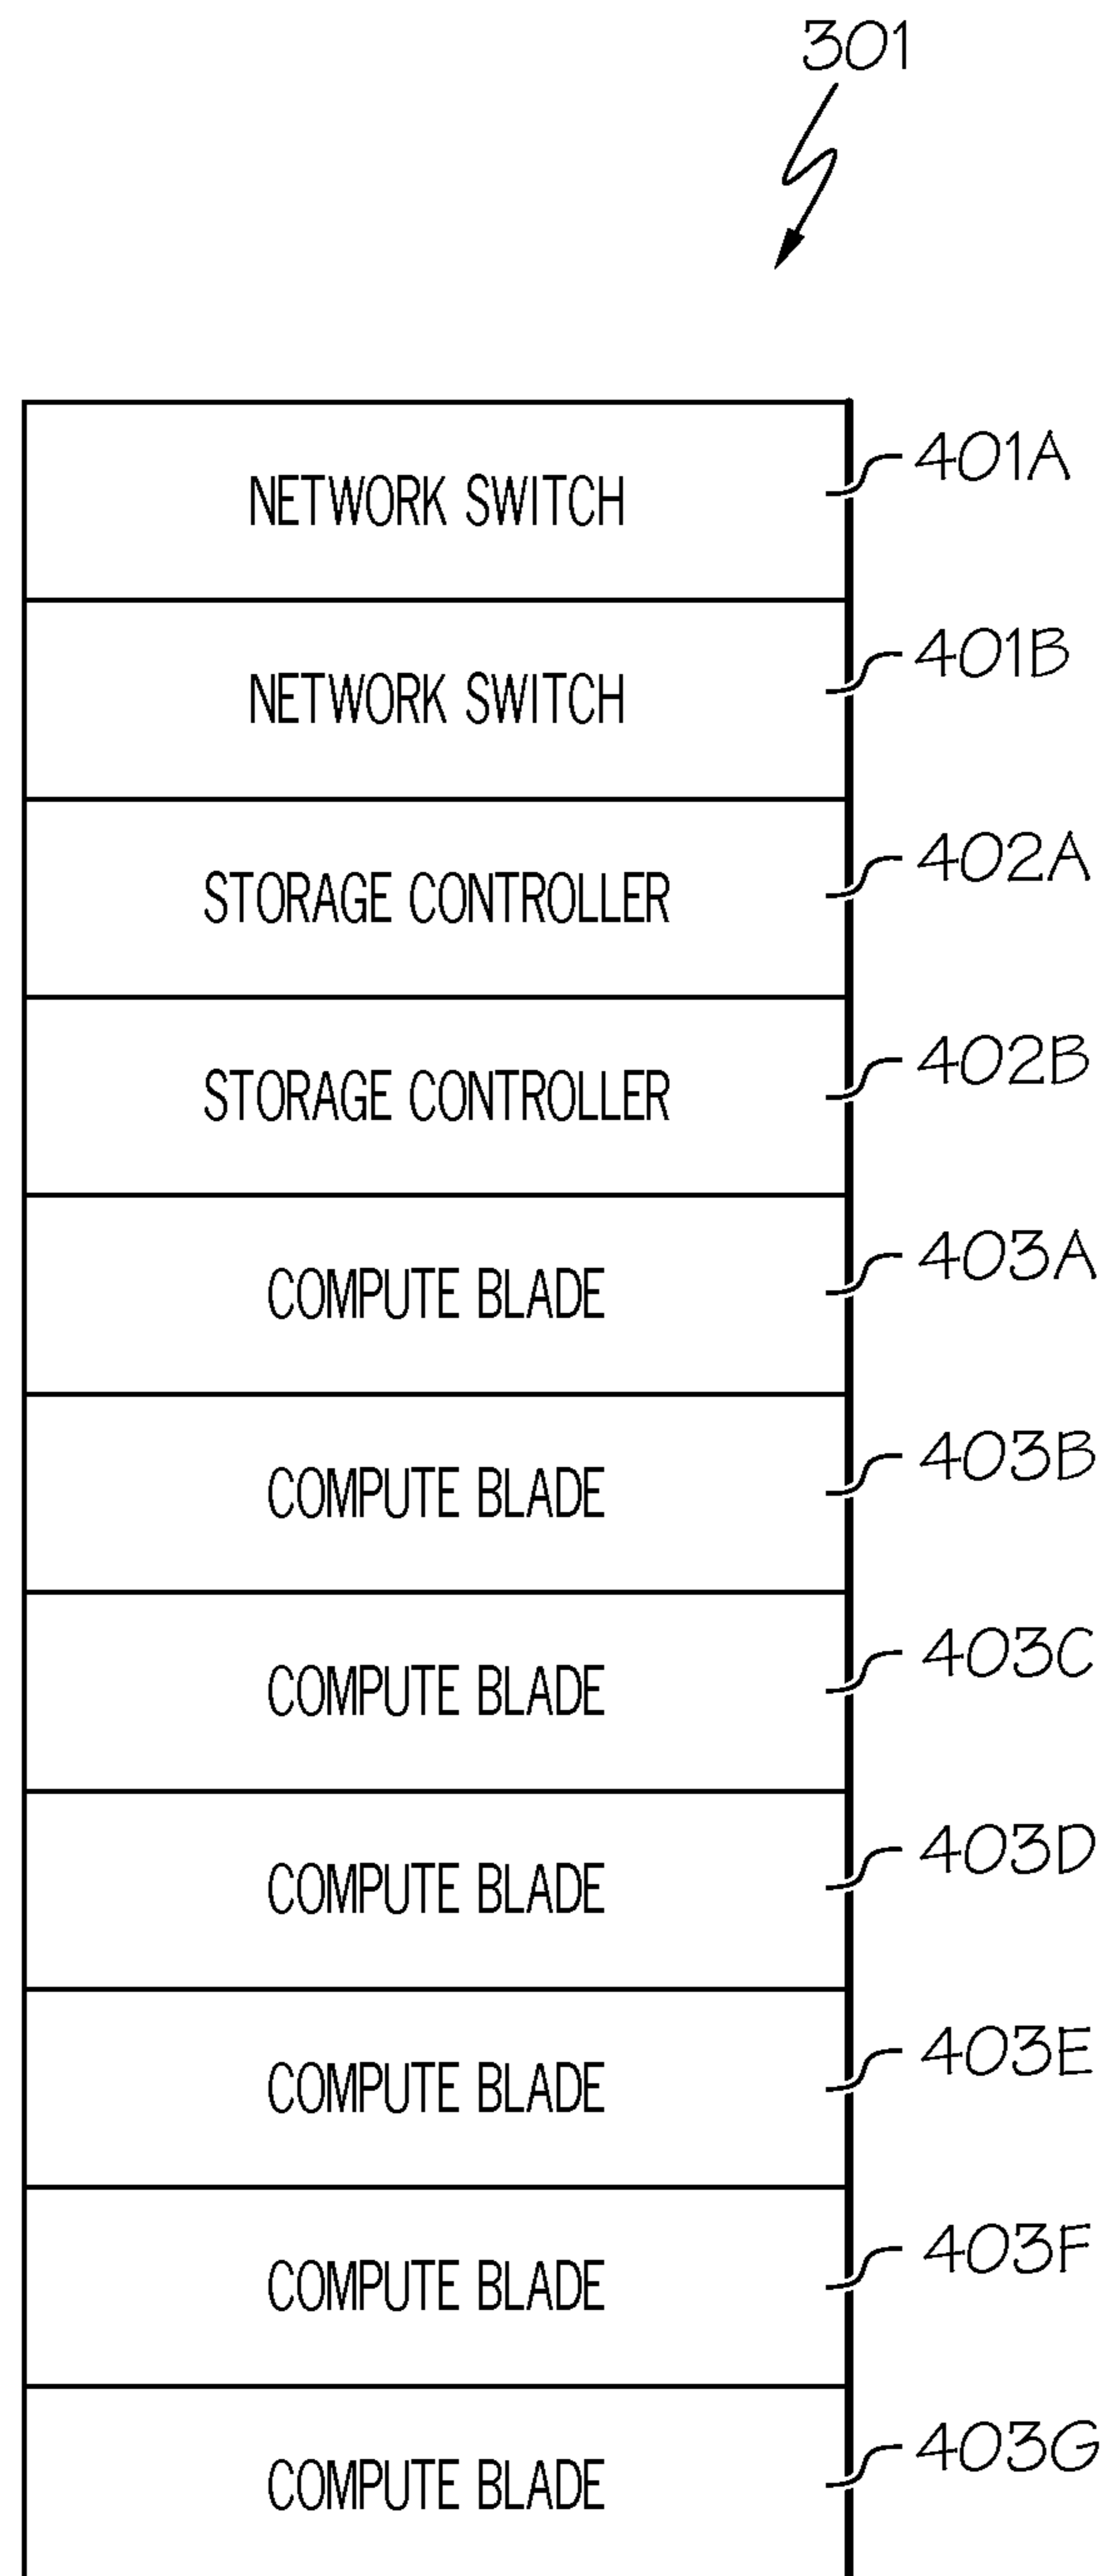 301
NETWORK SWITCH 401A
NETWORK SWITCH 401B
STORAGE CONTROLLER 402A
STORAGE CONTROLLER 402B
COMPUTE BLADE 403A
COMPUTE BLADE 403B
COMPUTE BLADE 403C
COMPUTE BLADE 403D
COMPUTE BLADE 403E
COMPUTE BLADE 403F
COMPUTE BLADE 403G